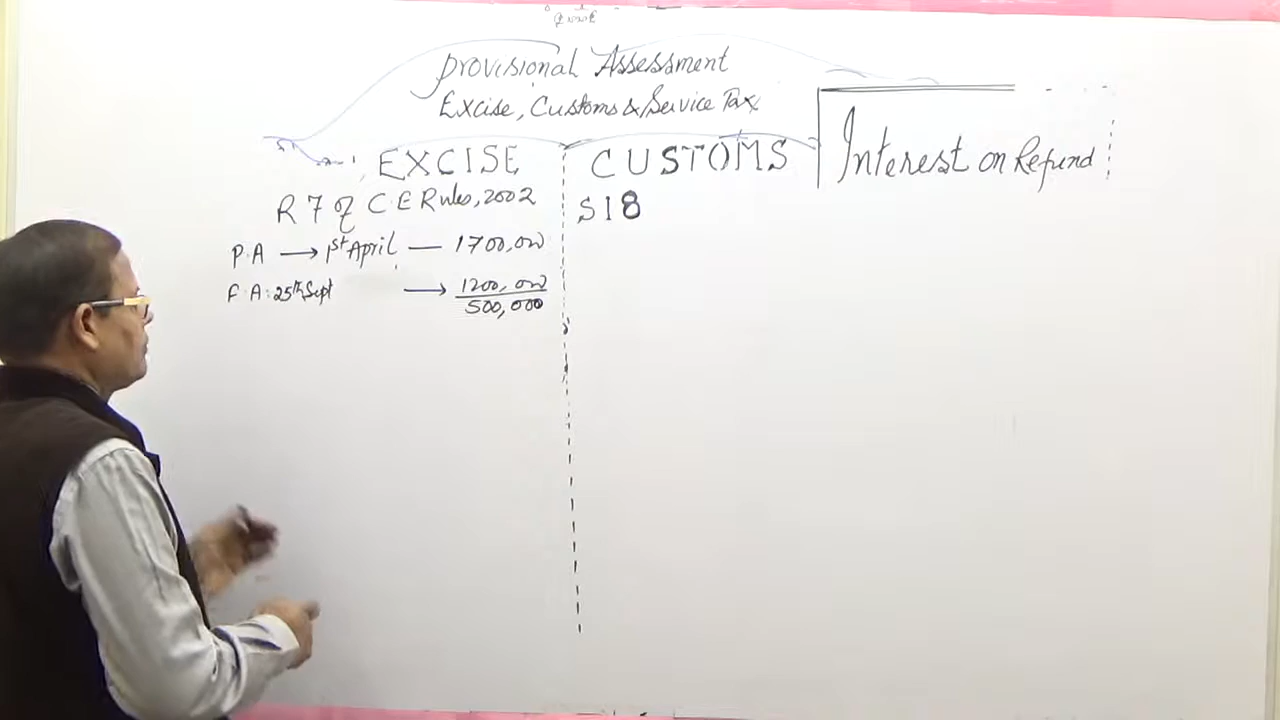 Provisional Assessment
Excise, Customs & Service Tax
EXCISE
R 7 of C.E Rules, 2002
P.A → 1st April — 1700,000
F.A: 25th Sept → 1200,000
500,000
CUSTOMS
S18
Interest on Refund